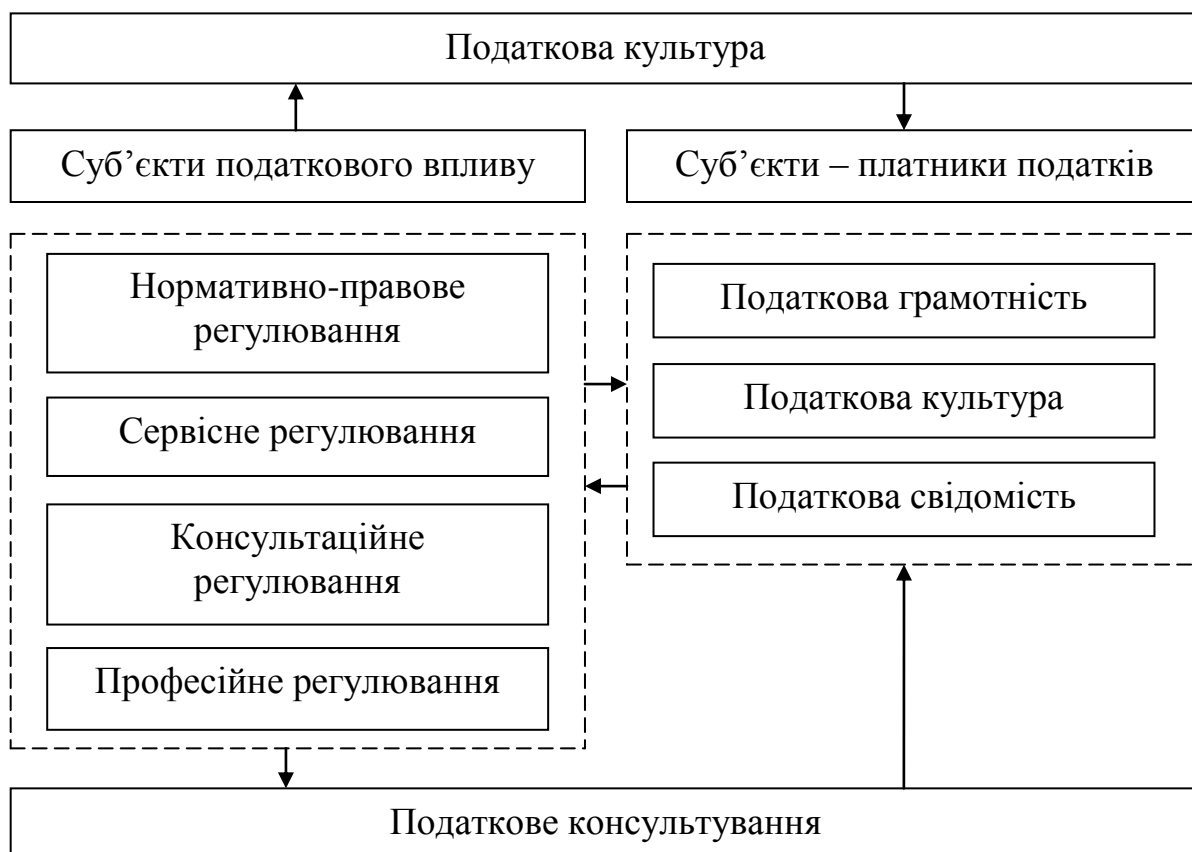 Податкова культура
Суб’єкти податкового впливу
Суб’єкти – платники податків
Нормативно-правове
регулювання
Сервісне регулювання
Консультаційне
регулювання
Професійне регулювання
Податкова грамотність
Податкова культура
Податкова свідомість
Податкове консультування